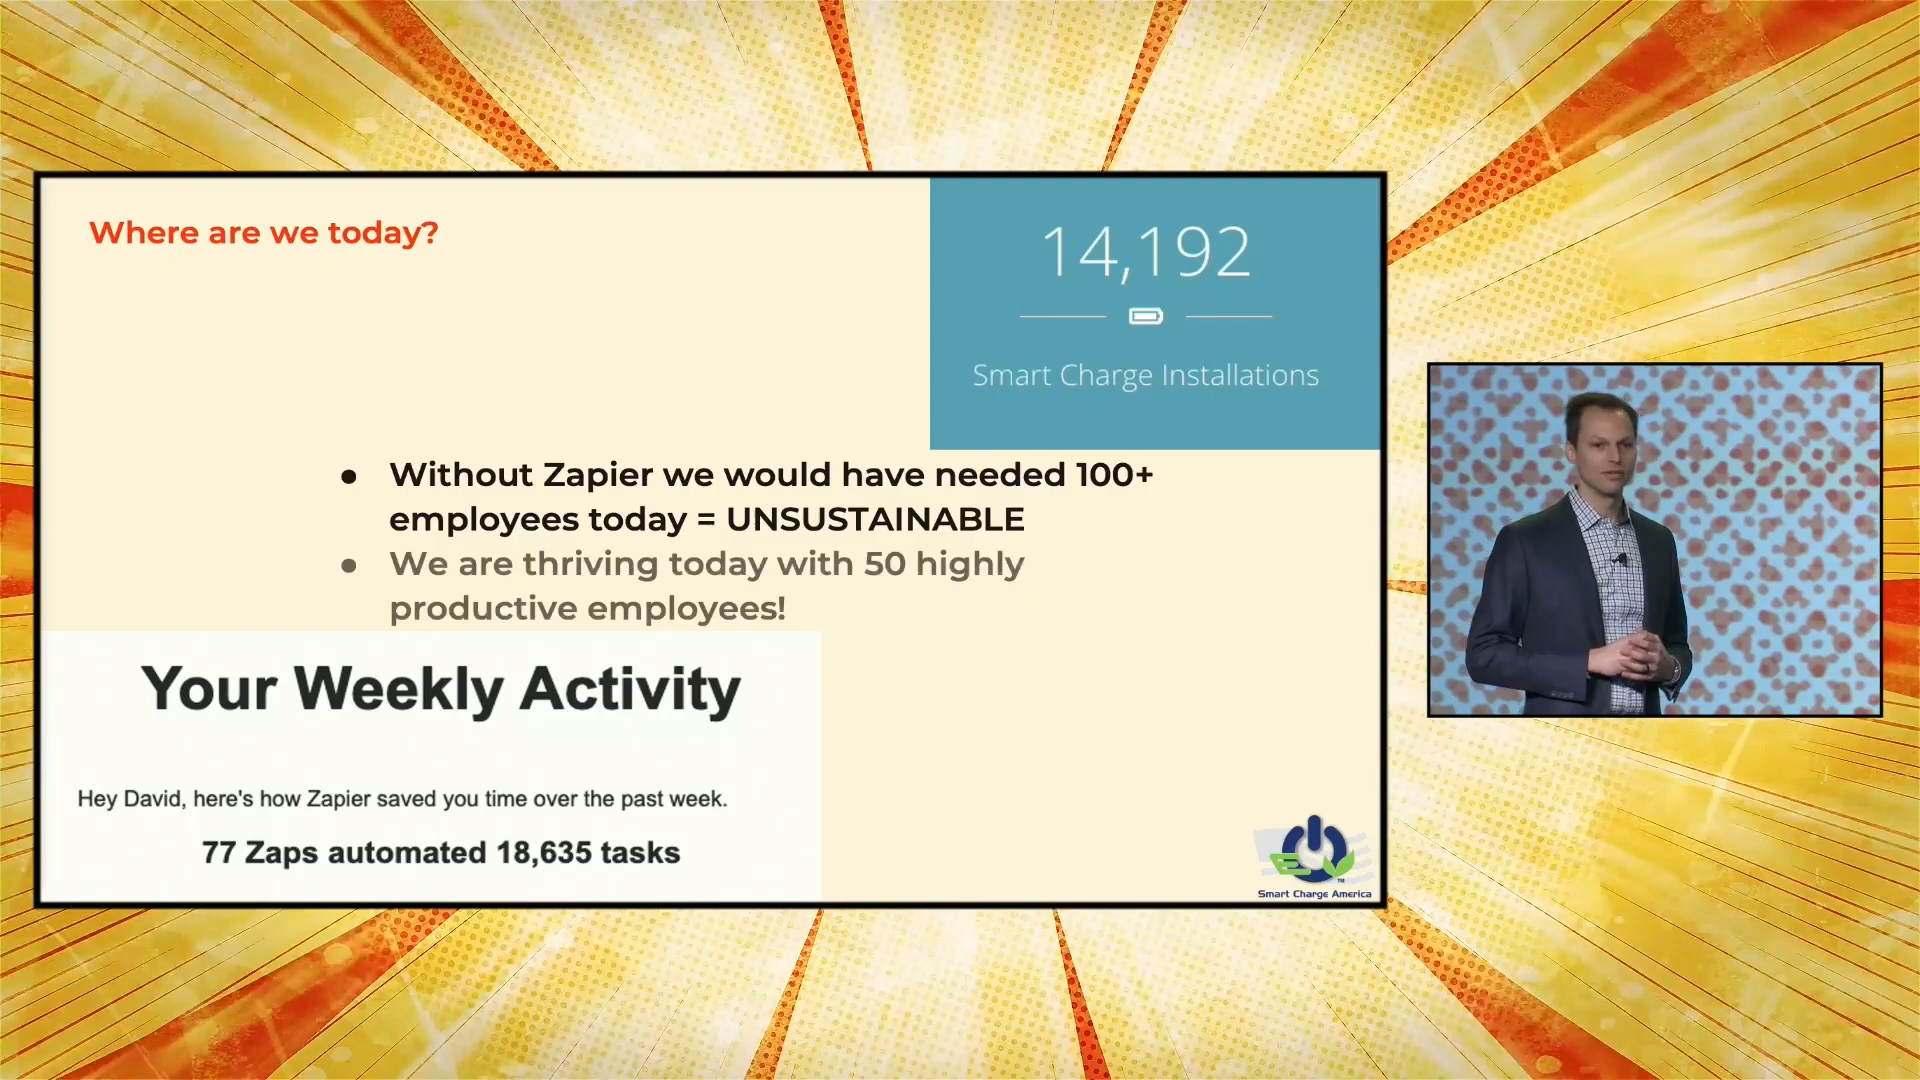 Where are we today?
14,192
Smart Charge Installations
● Without Zapier we would have needed 100+
employees today = UNSUSTAINABLE
● We are thriving today with 50 highly
productive employees!
Your Weekly Activity
Hey David, here's how Zapier saved you time over the past week.
77 Zaps automated 18,635 tasks
EV
TM
Smart Charge America